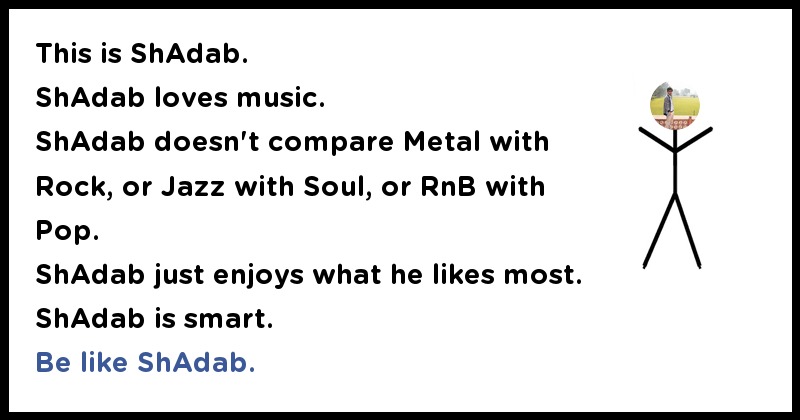 This is ShAdab.
ShAdab loves music.
ShAdab doesn't compare Metal with
Rock, or Jazz with Soul, or RnB with
Pop.
ShAdab just enjoys what he likes most.
ShAdab is smart.
Be like ShAdab.